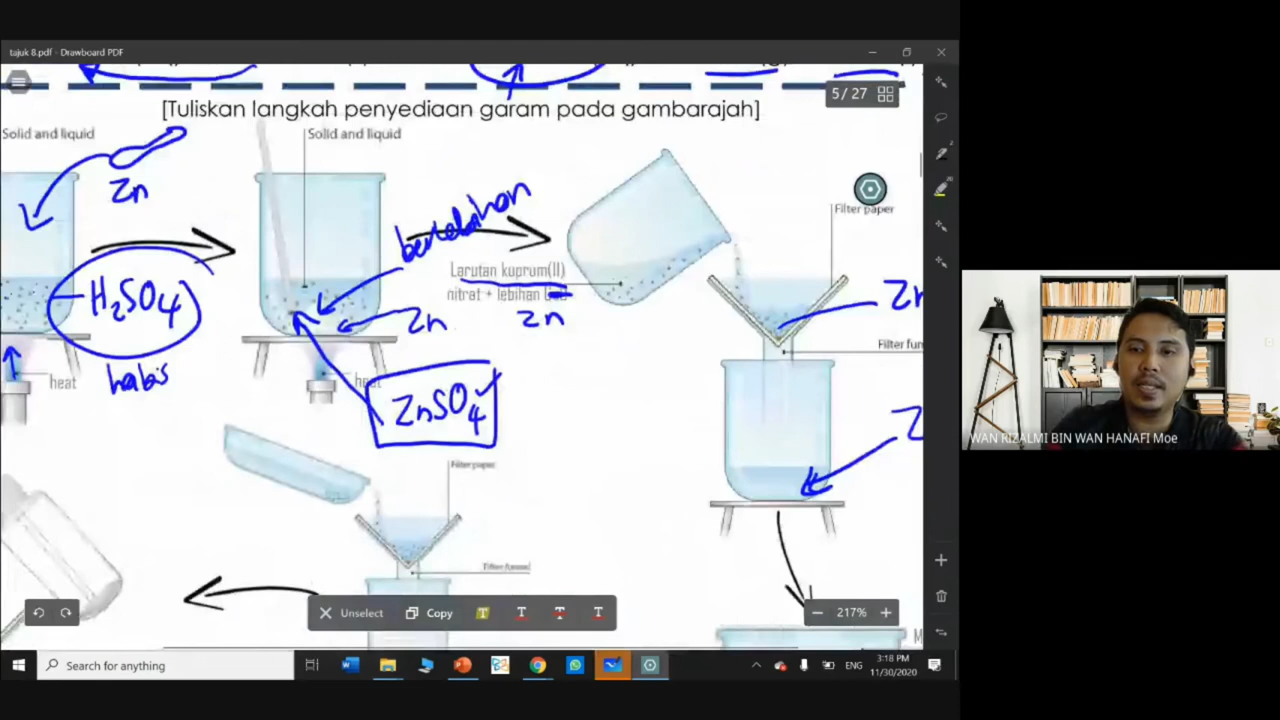 tajuk 8.pdf - Drawboard PDF
5 / 27
[Tuliskan langkah penyediaan garam pada gambarajah]
Solid and liquid
Solid and liquid
Zn
berlebihan
Filter paper
Larutan kuprum(II)
nitrat + lebihan
Zn
H₂SO₄
Zn
Zn
Filter fun
heat
habis
heat
ZnSO₄
Z
WAN RIZALMI BIN WAN HANAFI Moe
Filter paper
Filter funnel
Unselect
Copy
T
T
T
T
217%
M
Search for anything
ENG
3:18 PM
11/30/2020